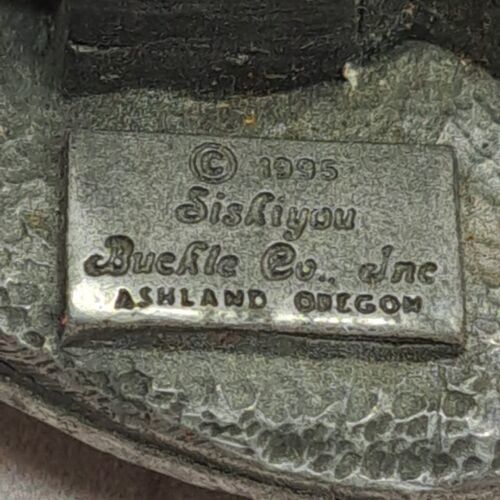 © 1995
Siskiyou
Buckle Co., Inc
ASHLAND OREGON